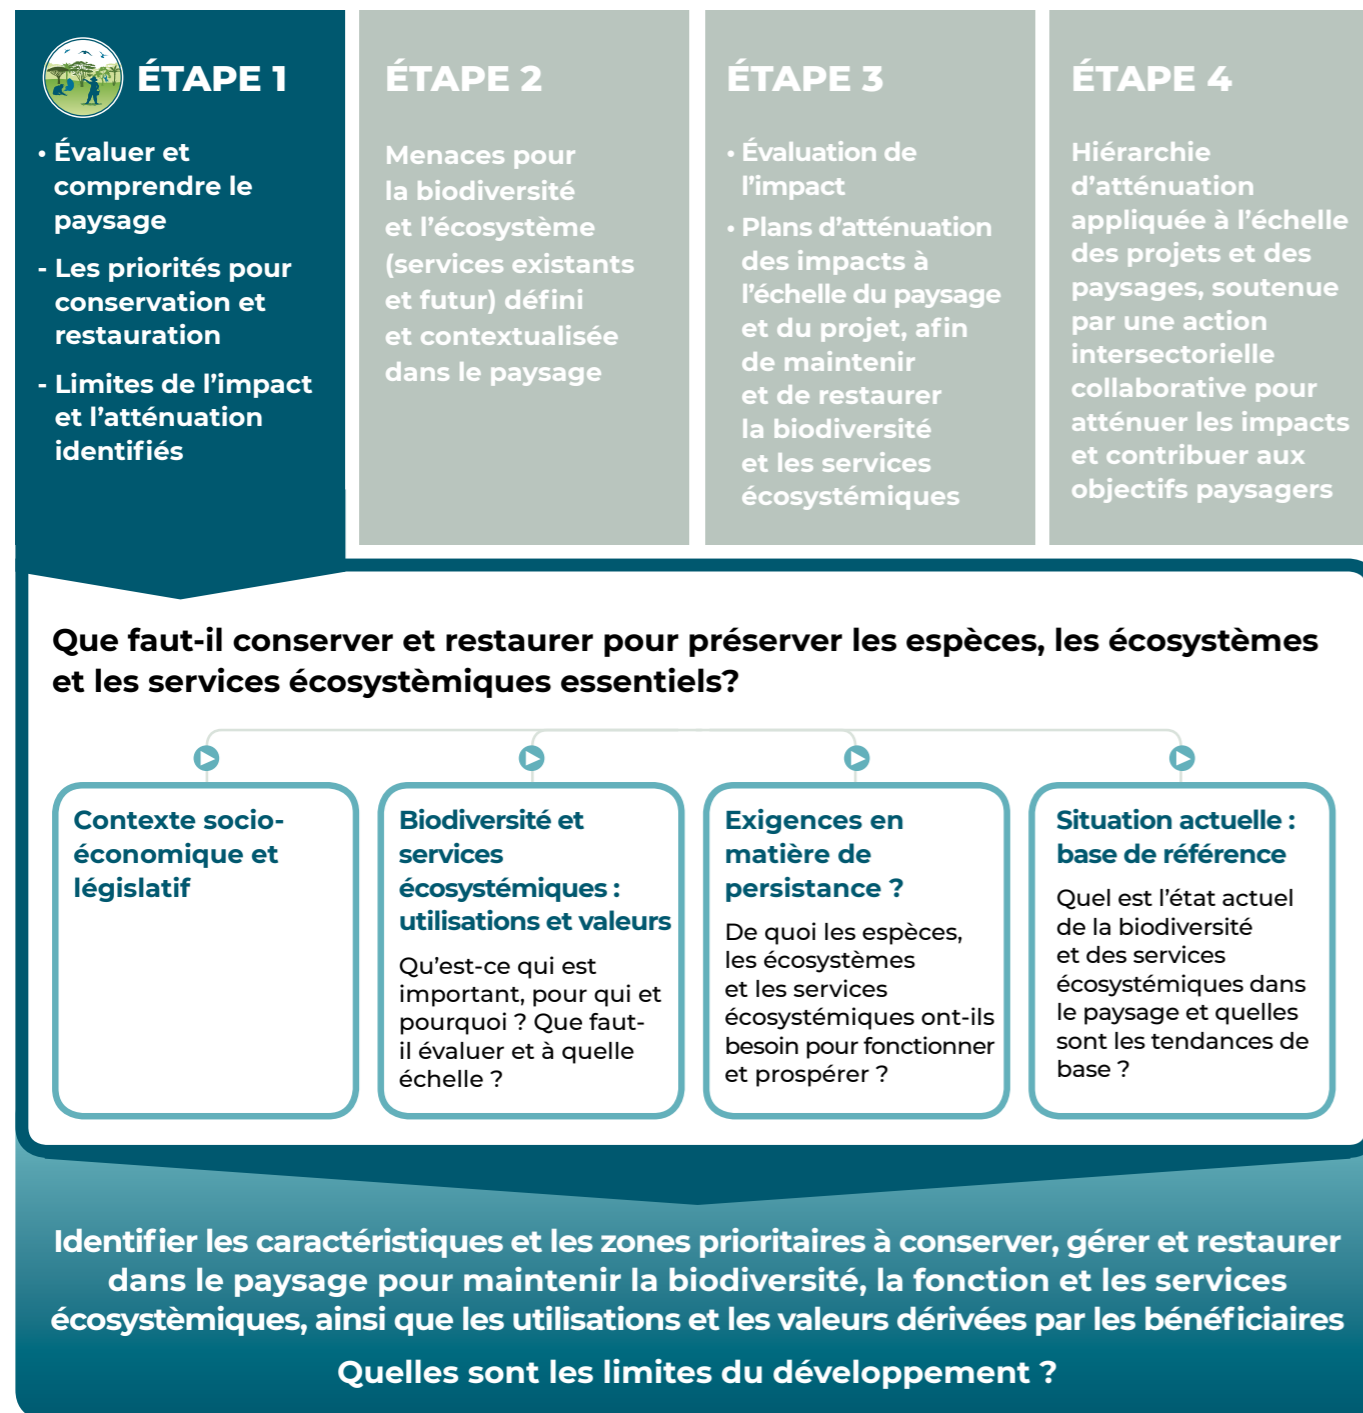 ÉTAPE 1
• Évaluer et
comprendre le
paysage
- Les priorités pour
conservation et
restauration
- Limites de l’impact
et l’atténuation
identifiés
ÉTAPE 2
Menaces pour
la biodiversité
et l’écosystème
(services existants
et futur) défini
et contextualisée
dans le paysage
ÉTAPE 3
• Évaluation de
l’impact
• Plans d’atténuation
des impacts à
l’échelle du paysage
et du projet, afin
de maintenir
et de restaurer
la biodiversité
et les services
écosystémiques
ÉTAPE 4
Hiérarchie
d’atténuation
appliquée à l’échelle
des projets et des
paysages, soutenue
par une action
intersectorielle
collaborative pour
atténuer les impacts
et contribuer aux
objectifs paysagers
Que faut-il conserver et restaurer pour préserver les espèces, les écosystèmes
et les services écosystèmiques essentiels?
Contexte socio-
économique et
législatif
Biodiversité et
services
écosystémiques :
utilisations et valeurs
Qu’est-ce qui est
important, pour qui et
pourquoi ? Que faut-
il évaluer et à quelle
échelle ?
Exigences en
matière de
persistance ?
De quoi les espèces,
les écosystèmes
et les services
écosystémiques ont-ils
besoin pour fonctionner
et prospérer ?
Situation actuelle :
base de référence
Quel est l’état actuel
de la biodiversité
et des services
écosystémiques dans
le paysage et quelles
sont les tendances de
base ?
Identifier les caractéristiques et les zones prioritaires à conserver, gérer et restaurer
dans le paysage pour maintenir la biodiversité, la fonction et les services
écosystèmiques, ainsi que les utilisations et les valeurs dérivées par les bénéficiaires
Quelles sont les limites du développement ?